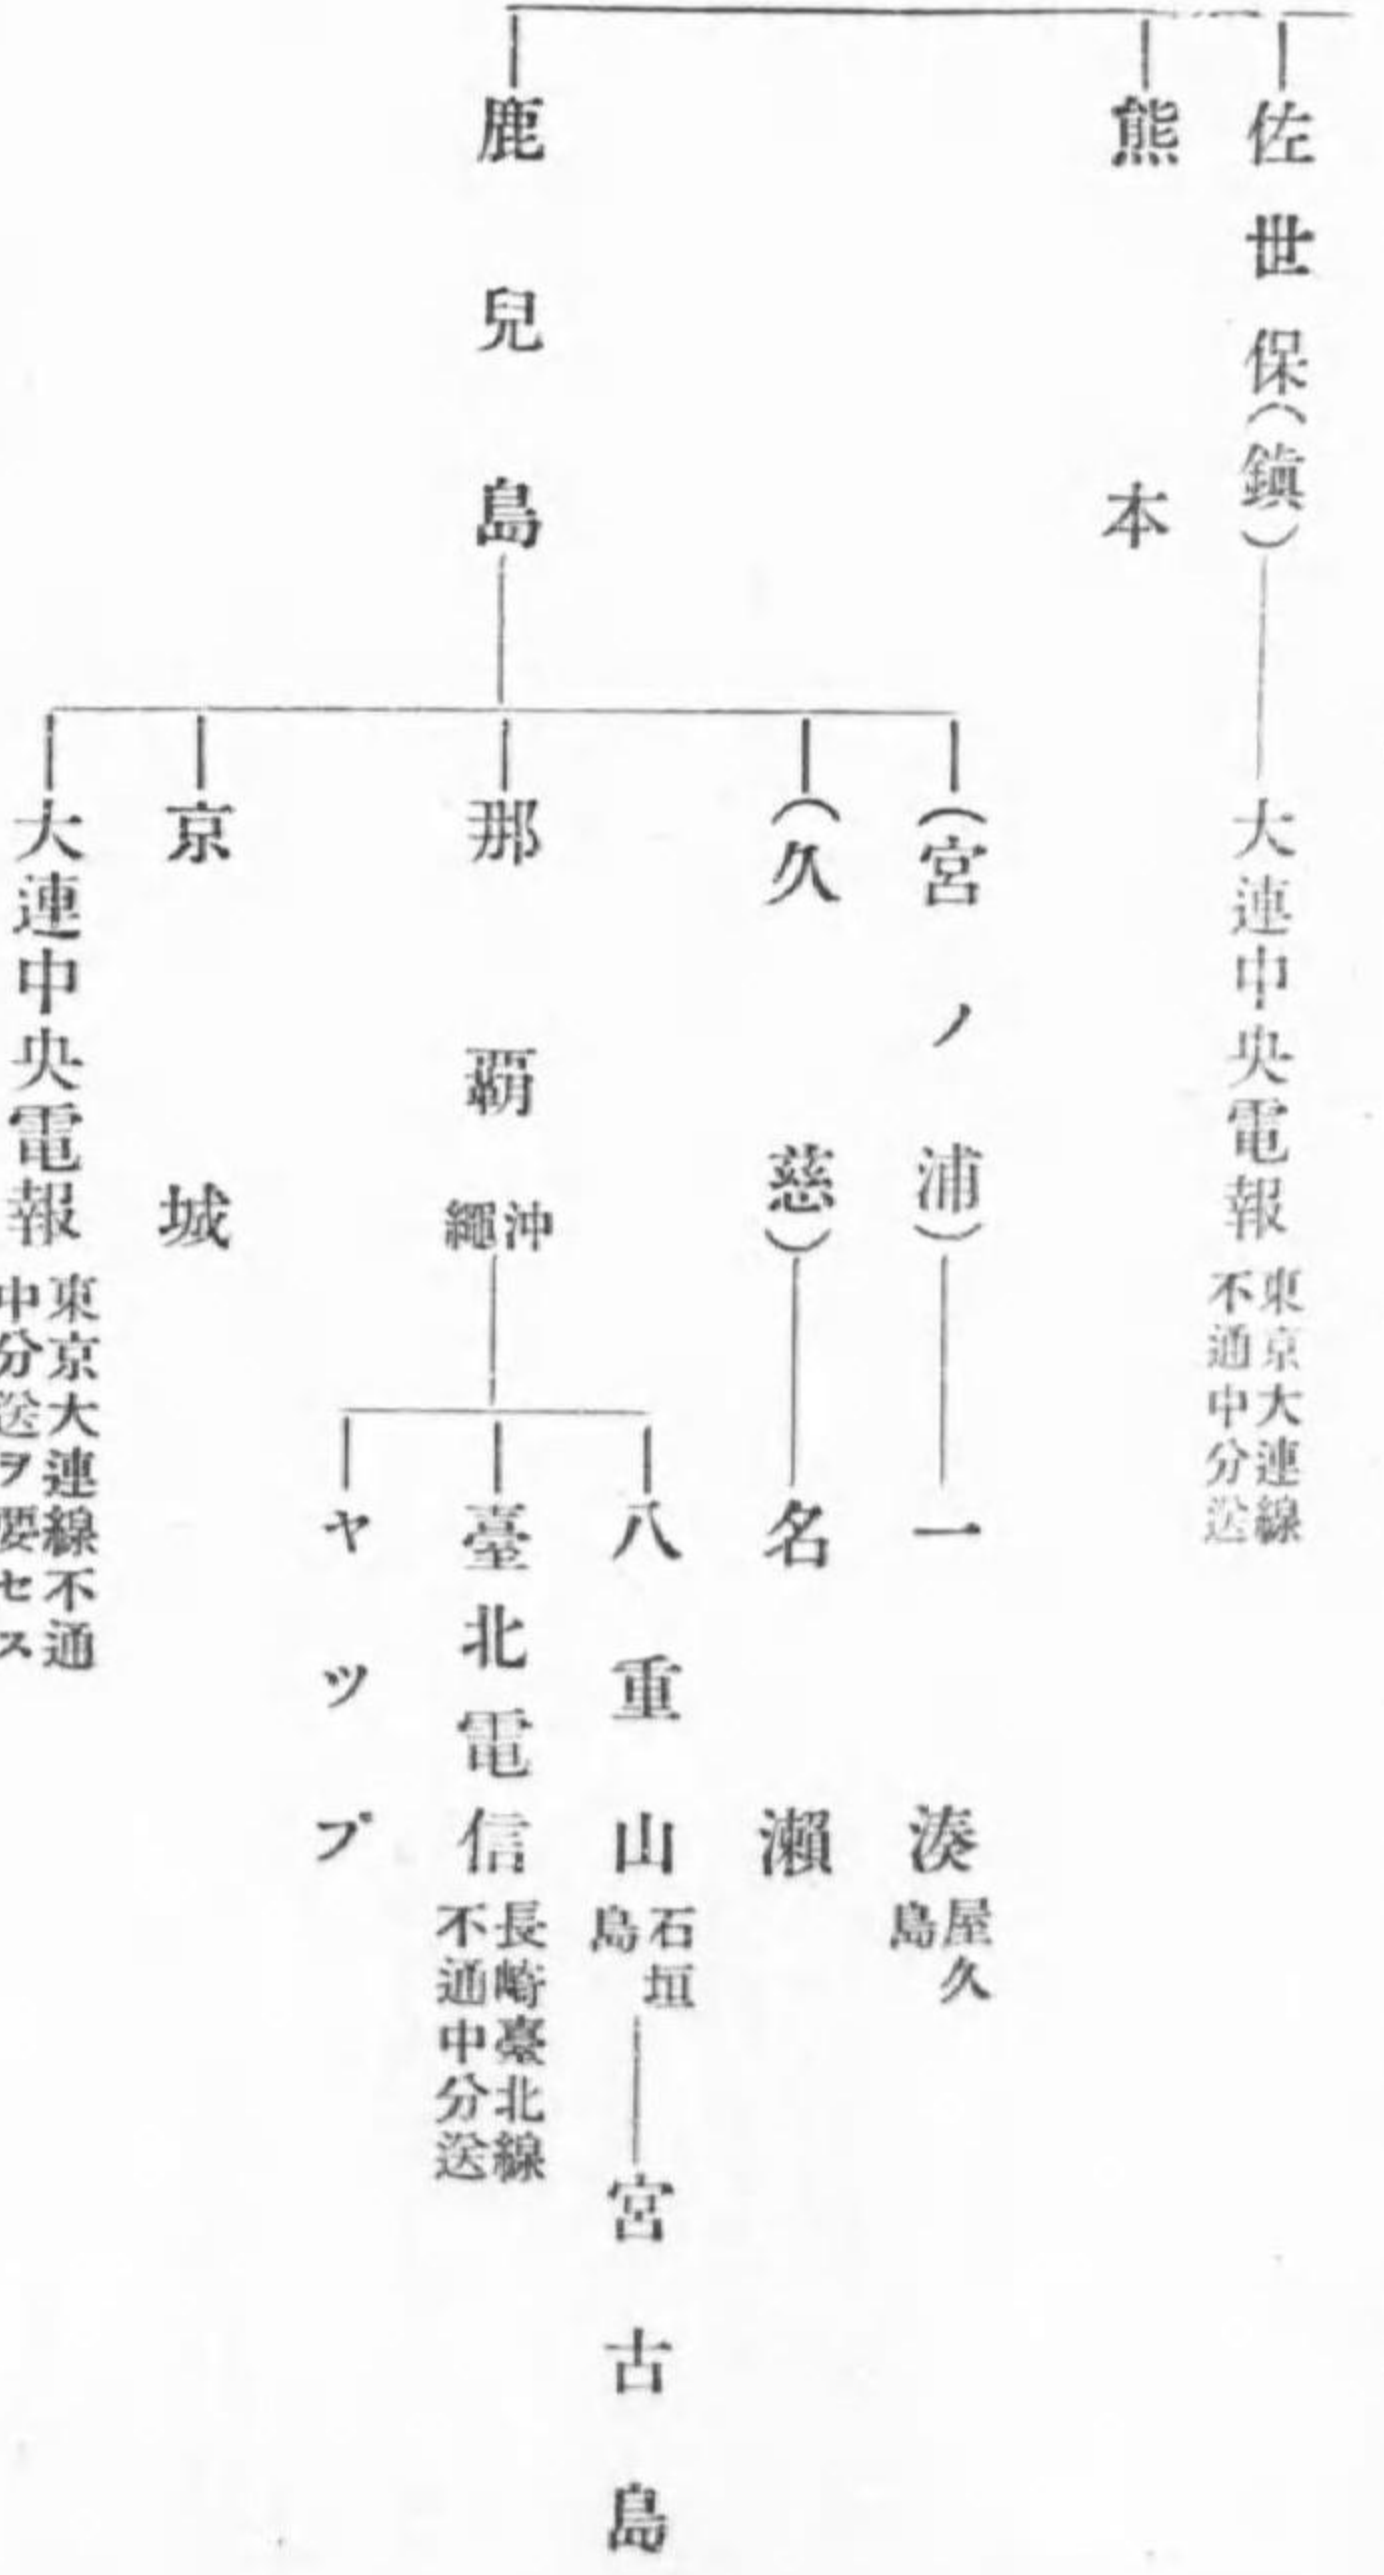 佐世保(鎭)
大連中央電報
東京大連線
不通中分送
熊本
鹿兒島
(宮ノ浦)
一湊
屋久
島
(久慈)
名瀨
那覇
沖
繩
八重山
石垣
島
宮古島
臺北電信
長崎臺北線
不通中分送
ヤップ
京城
大連中央電報
東京大連線不通
中分送ヲ要セス